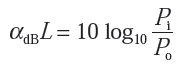 α_dB L = 10 log₁₀ P_i / P_o